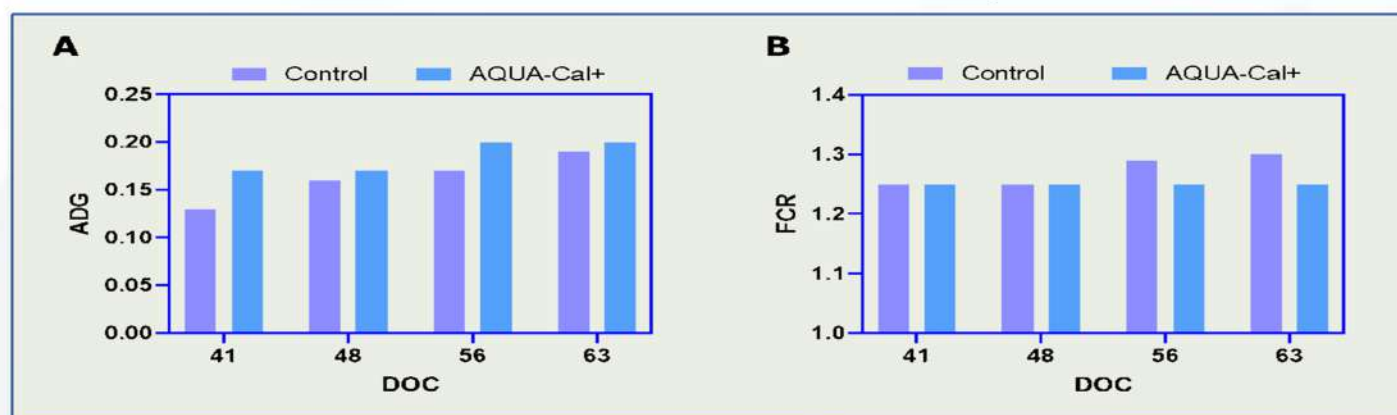 A
Control AQUA-Cal+
0.25
0.20
0.15
0.10
0.05
0.00
ADG
41 48 56 63
DOC
B
Control AQUA-Cal+
1.4
1.3
1.2
1.1
1.0
FCR
41 48 56 63
DOC